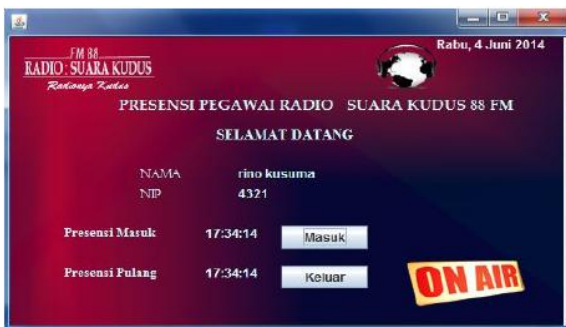 FM 88
RADIO : SUARA KUDUS
Radionya Kudus
Rabu, 4 Juni 2014
PRESENSI PEGAWAI RADIO SUARA KUDUS 88 FM
SELAMAT DATANG
NAMA rino kusuma
NIP 4321
Presensi Masuk 17:34:14 Masuk
Presensi Pulang 17:34:14 Keluar
ON AIR